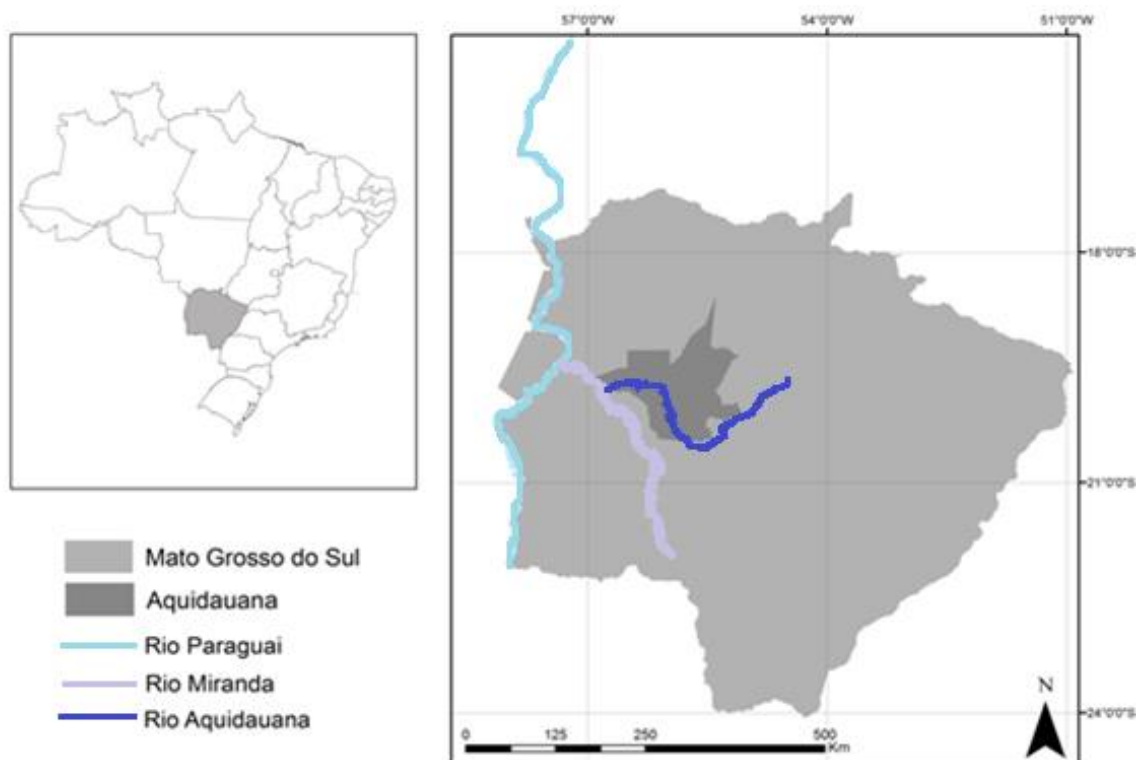 57°0'0"W 54°0'0"W 51°0'0"W
18°0'0"S
21°0'0"S
24°0'0"S
Mato Grosso do Sul
Aquidauana
Rio Paraguai
Rio Miranda
Rio Aquidauana
N
0 125 250 500
Km